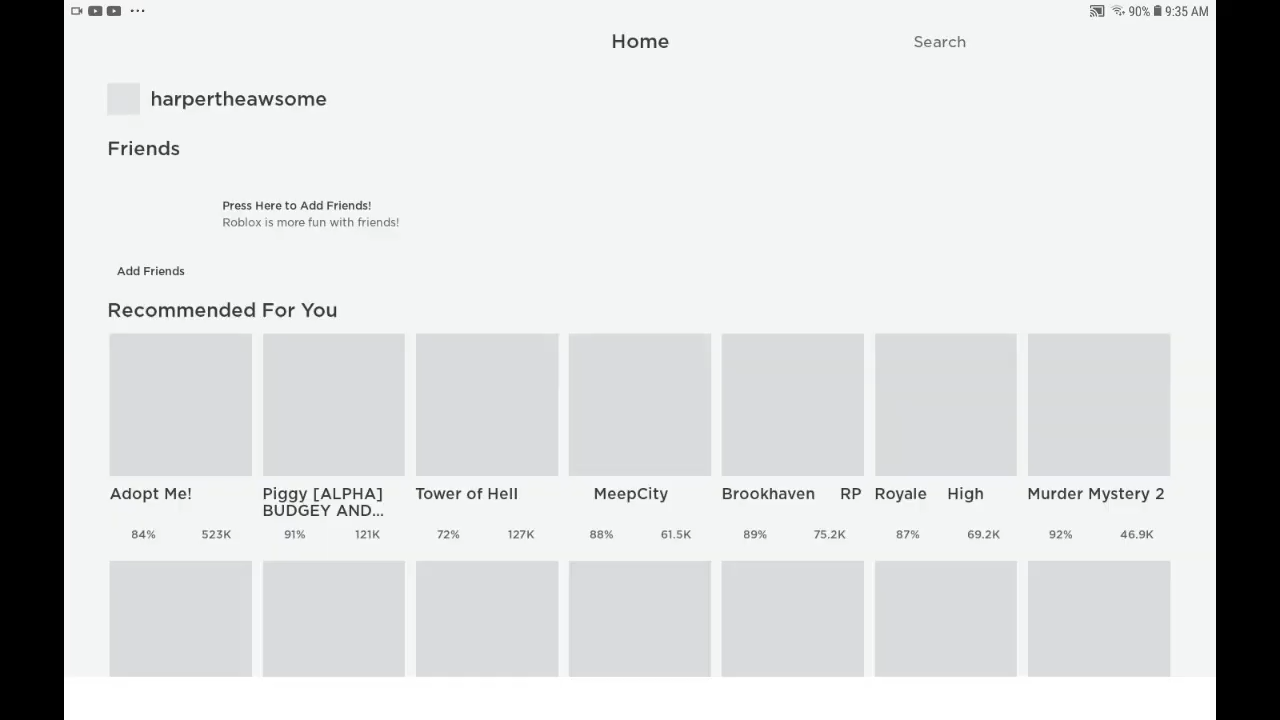 90% 9:35 AM
Home
Search
harpertheawsome
Friends
Press Here to Add Friends!
Roblox is more fun with friends!
Add Friends
Recommended For You
Adopt Me!
Piggy [ALPHA]
BUDGEY AND...
Tower of Hell
MeepCity
Brookhaven RP
Royale High
Murder Mystery 2
84% 523K
91% 121K
72% 127K
88% 61.5K
89% 75.2K
87% 69.2K
92% 46.9K